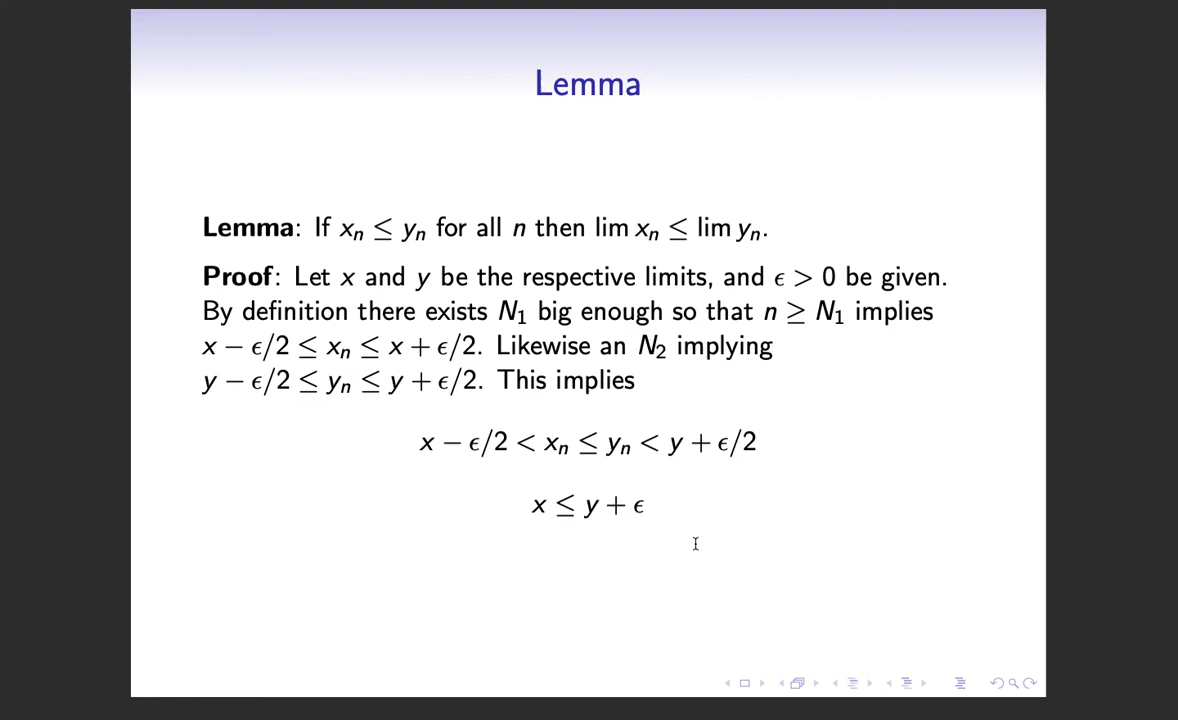 Lemma
Lemma: If xₙ ≤ yₙ for all n then lim xₙ ≤ lim yₙ.
Proof: Let x and y be the respective limits, and ϵ > 0 be given.
By definition there exists N₁ big enough so that n ≥ N₁ implies
x − ϵ/2 ≤ xₙ ≤ x + ϵ/2. Likewise an N₂ implying
y − ϵ/2 ≤ yₙ ≤ y + ϵ/2. This implies
x − ϵ/2 < xₙ ≤ yₙ < y + ϵ/2
x ≤ y + ϵ